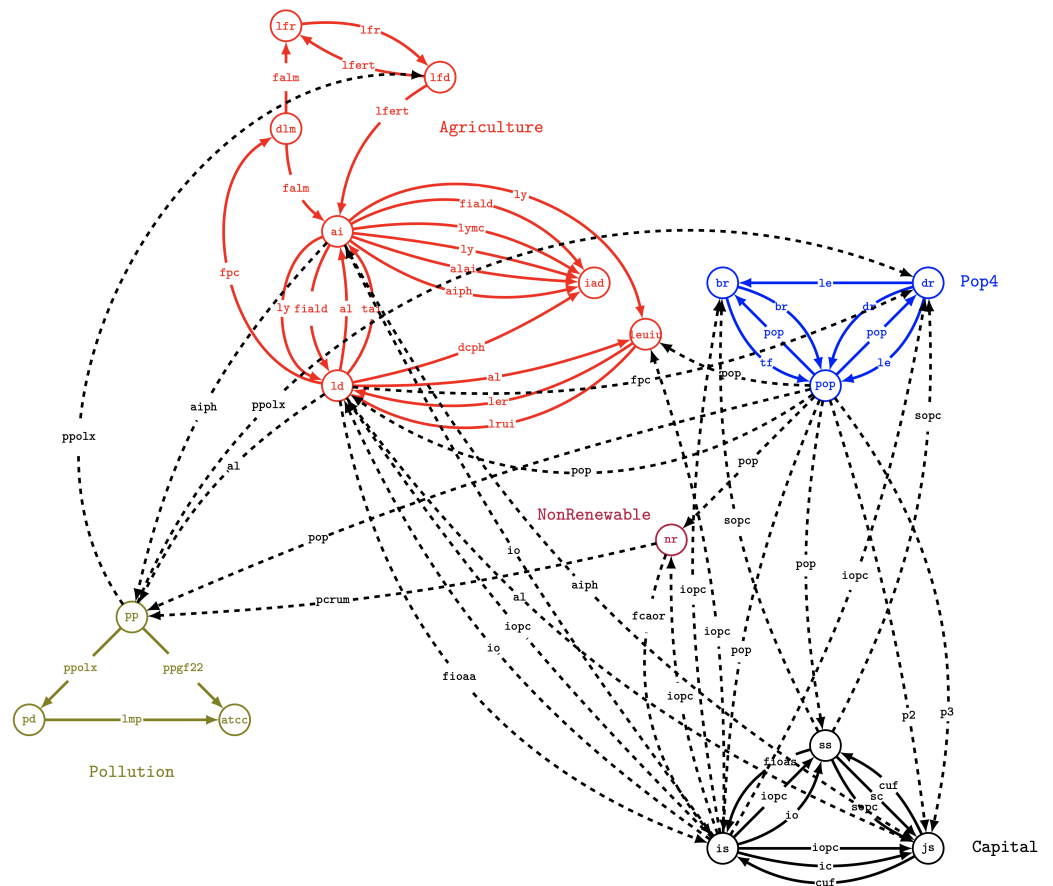 lfr
lfr
lfert
falm
lfd
lfert
dlm
Agriculture
falm
ly
fiald
ai
lymc
ly
alai
aiph
fpc
iad
br
le
dr
Pop4
ly
fiald
al
tai
br
dr
leuiu
pop
pop
dcph
fpc
pop
tf
le
al
ld
pop
aiph
ppolx
ler
sopc
lrui
ppolx
al
pop
pop
NonRenewable
sopc
pop
nr
io
pop
iopc
aiph
iopc
pcrum
al
fcaor
pp
iopc
iopc
io
pop
ppolx
ppgf22
fioaa
iopc
p2
p3
pd
lmp
atcc
ss
fioas
Pollution
cuf
iopc
sc
sopc
io
is
iopc
js
Capital
ic
cuf